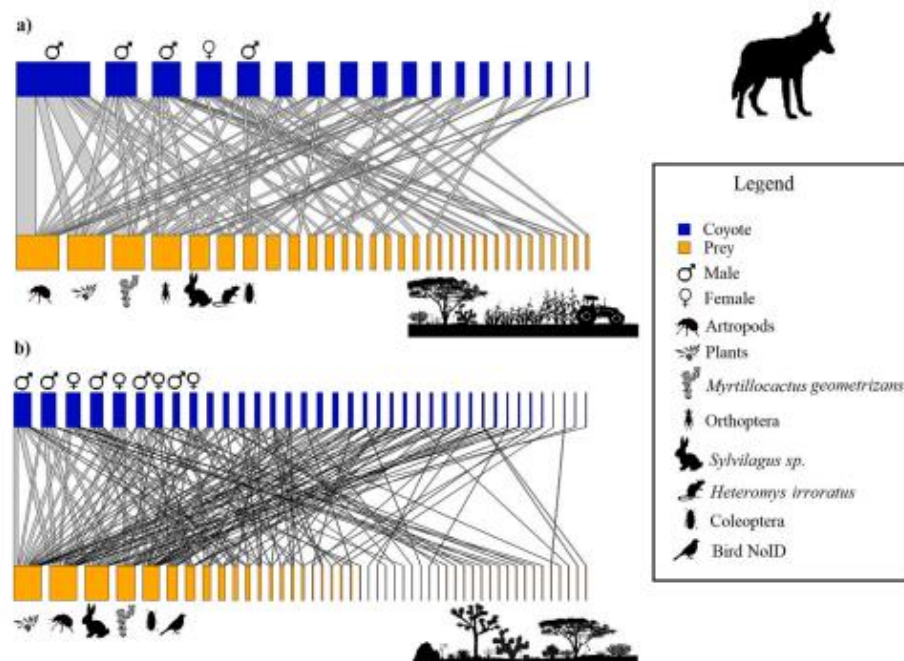 a)
Legend
Coyote
Prey
Male
Female
Artropods
Plants
Myrtillocactus geometrizans
Orthoptera
Sylvilagus sp.
Heteromys irroratus
Coleoptera
Bird NoID
b)